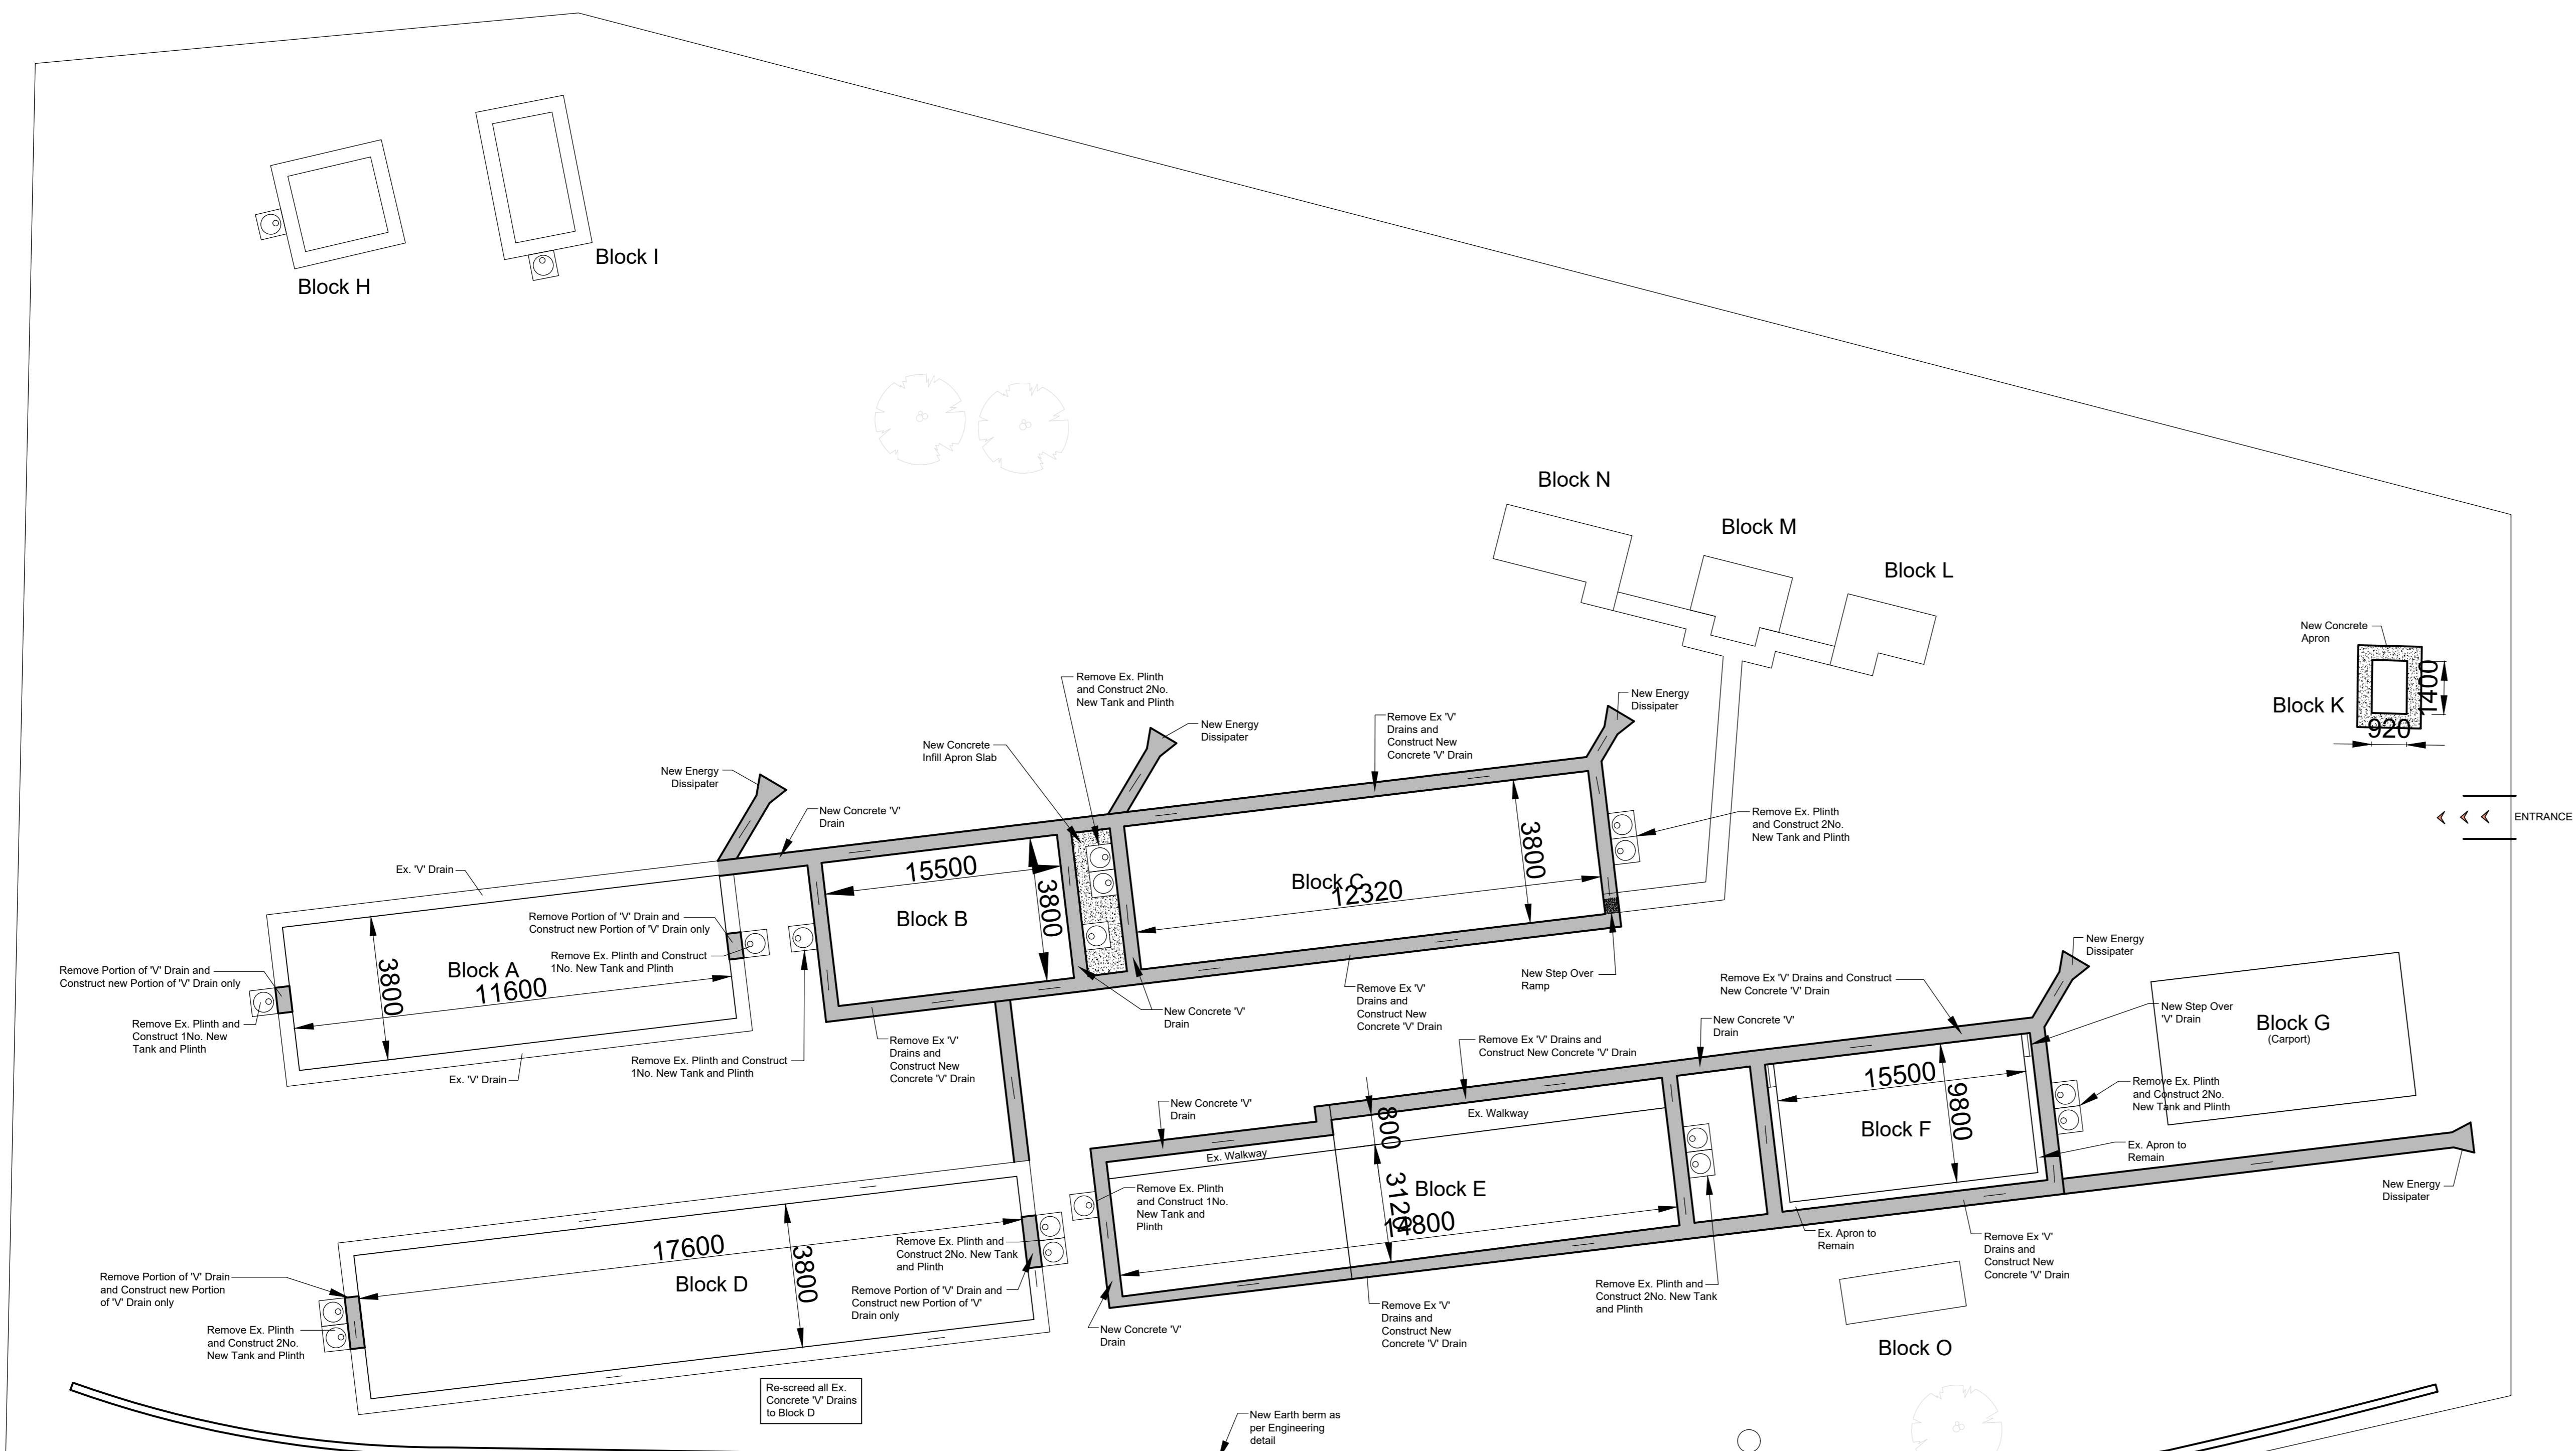 Block I
Block H
Block N
Block M
Block L
New Concrete
Apron
1400
Block K
920
ENTRANCE
Remove Ex. Plinth
and Construct 2No.
New Tank and Plinth
New Energy
Dissipater
New Energy
Dissipater
Remove Ex 'V'
Drains and
Construct New
Concrete 'V' Drain
New Concrete
Infill Apron Slab
New Energy
Dissipater
New Concrete 'V'
Drain
Remove Ex. Plinth
and Construct 2No.
New Tank and Plinth
Ex. 'V' Drain
15500
3800
Block B
Block C
12320
3800
Remove Portion of 'V' Drain and
Construct new Portion of 'V' Drain only
Remove Ex. Plinth and Construct
1No. New Tank and Plinth
Block A
11600
3800
Remove Portion of 'V' Drain and
Construct new Portion of 'V' Drain only
Remove Ex. Plinth and
Construct 1No. New
Tank and Plinth
Ex. 'V' Drain
Remove Ex. Plinth and Construct
1No. New Tank and Plinth
Remove Ex 'V'
Drains and
Construct New
Concrete 'V' Drain
New Concrete 'V'
Drain
Remove Ex 'V'
Drains and
Construct New
Concrete 'V' Drain
New Step Over
Ramp
New Energy
Dissipater
Remove Ex 'V' Drains and Construct
New Concrete 'V' Drain
New Step Over
'V' Drain
Block G
(Carport)
New Concrete 'V'
Drain
Remove Ex 'V' Drains and
Construct New Concrete 'V' Drain
15500
9800
Block F
Remove Ex. Plinth
and Construct 2No.
New Tank and Plinth
New Concrete 'V'
Drain
Ex. Walkway
800
Ex. Walkway
3120
Block E
14800
Ex. Apron to
Remain
New Energy
Dissipater
Remove Ex. Plinth
and Construct 1No.
New Tank and
Plinth
Ex. Apron to
Remain
Remove Ex 'V'
Drains and
Construct New
Concrete 'V' Drain
Remove Ex. Plinth and
Construct 2No. New Tank
and Plinth
17600
3800
Block D
Remove Ex. Plinth and
Construct 2No. New Tank
and Plinth
Remove Portion of 'V' Drain and
Construct new Portion of 'V'
Drain only
Remove Portion of 'V' Drain
and Construct new Portion
of 'V' Drain only
Remove Ex. Plinth
and Construct 2No.
New Tank and Plinth
New Concrete 'V'
Drain
Remove Ex 'V'
Drains and
Construct New
Concrete 'V' Drain
Block O
Re-screed all Ex.
Concrete 'V' Drains
to Block D
New Earth berm as
per Engineering
detail